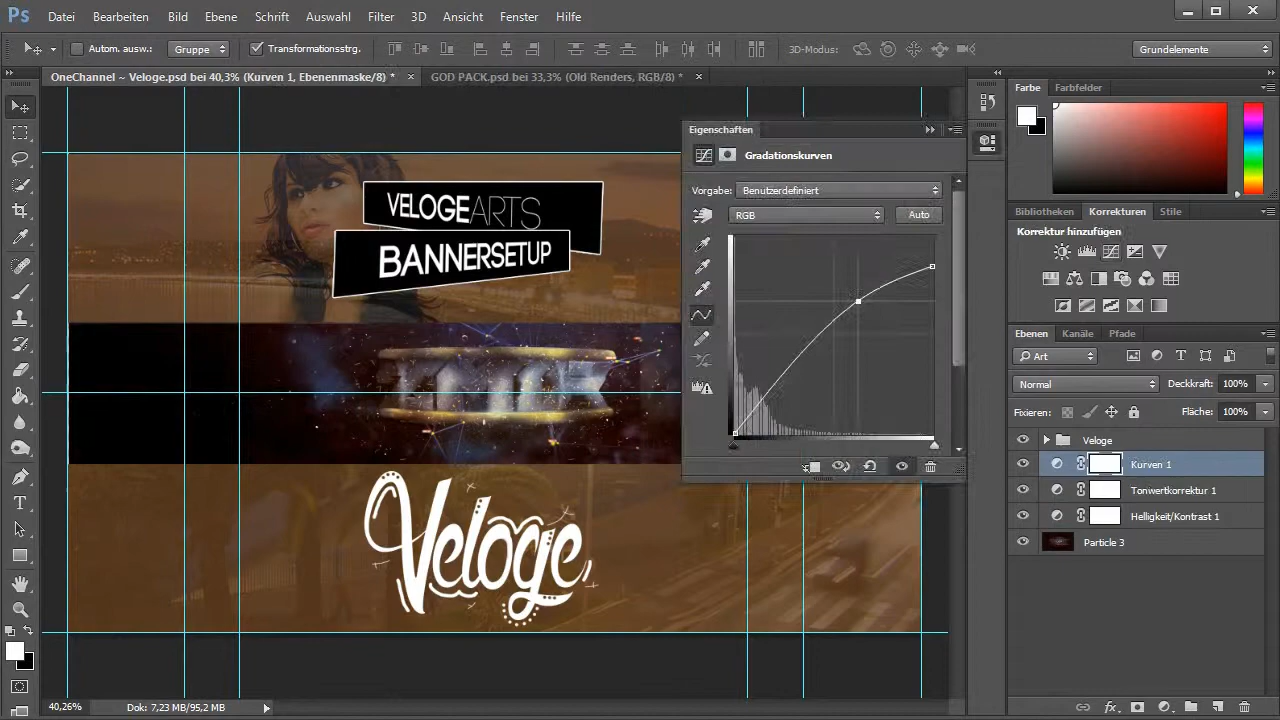 Ps Datei Bearbeiten Bild Ebene Schrift Auswahl Filter 3D Ansicht Fenster Hilfe
Autom. ausw.: Gruppe Transformationsstrg. 3D-Modus: Grundelemente
OneChannel ~ Veloge.psd bei 40,3% (Kurven 1, Ebenenmaske/8) * × GOD PACK.psd bei 33,3% (Old Renders, RGB/8) * ×
Farbe Farbfelder
Eigenschaften
Gradationskurven
Vorgabe: Benutzerdefiniert
RGB Auto
VELOGEARTS
BANNERSETUP
Veloge
Bibliotheken Korrekturen Stile
Korrektur hinzufügen
Ebenen Kanäle Pfade
Art
Normal Deckkraft: 100%
Fixieren: Fläche: 100%
Veloge
Kurven 1
Tonwertkorrektur 1
Helligkeit/Kontrast 1
Particle 3
40,26% Dok: 7,23 MB/95,2 MB
fx